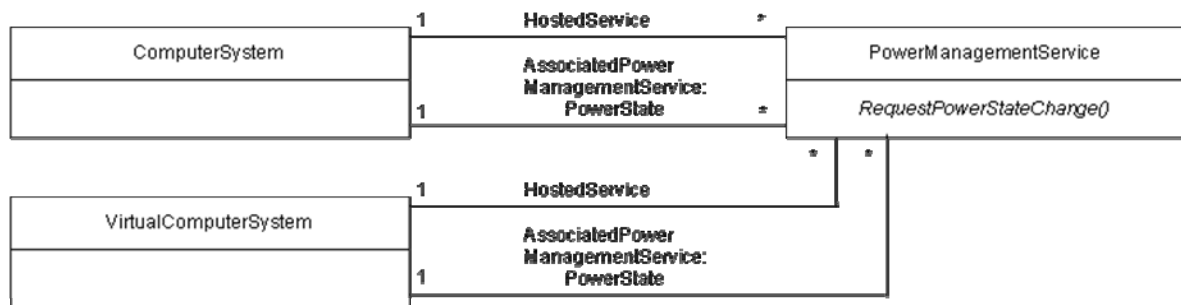 1 HostedService *
ComputerSystem
PowerManagementService
AssociatedPower
ManagementService:
PowerState
1 *
RequestPowerStateChange()
* *
1 HostedService
VirtualComputerSystem
AssociatedPower
ManagementService:
PowerState
1